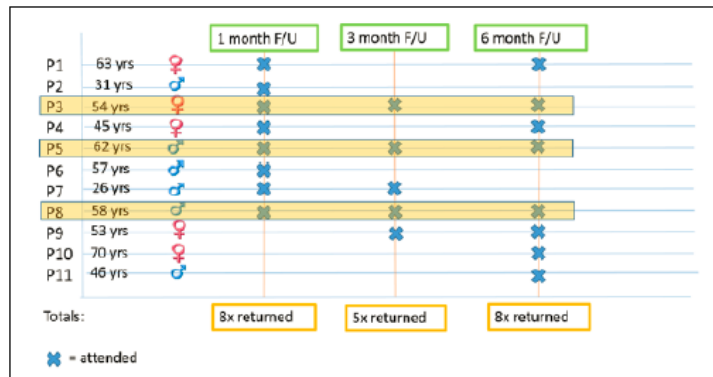 1 month F/U 3 month F/U 6 month F/U
P1 63 yrs
P2 31 yrs
P3 54 yrs
P4 45 yrs
P5 62 yrs
P6 57 yrs
P7 26 yrs
P8 58 yrs
P9 53 yrs
P10 70 yrs
P11 46 yrs
Totals: 8x returned 5x returned 8x returned
= attended